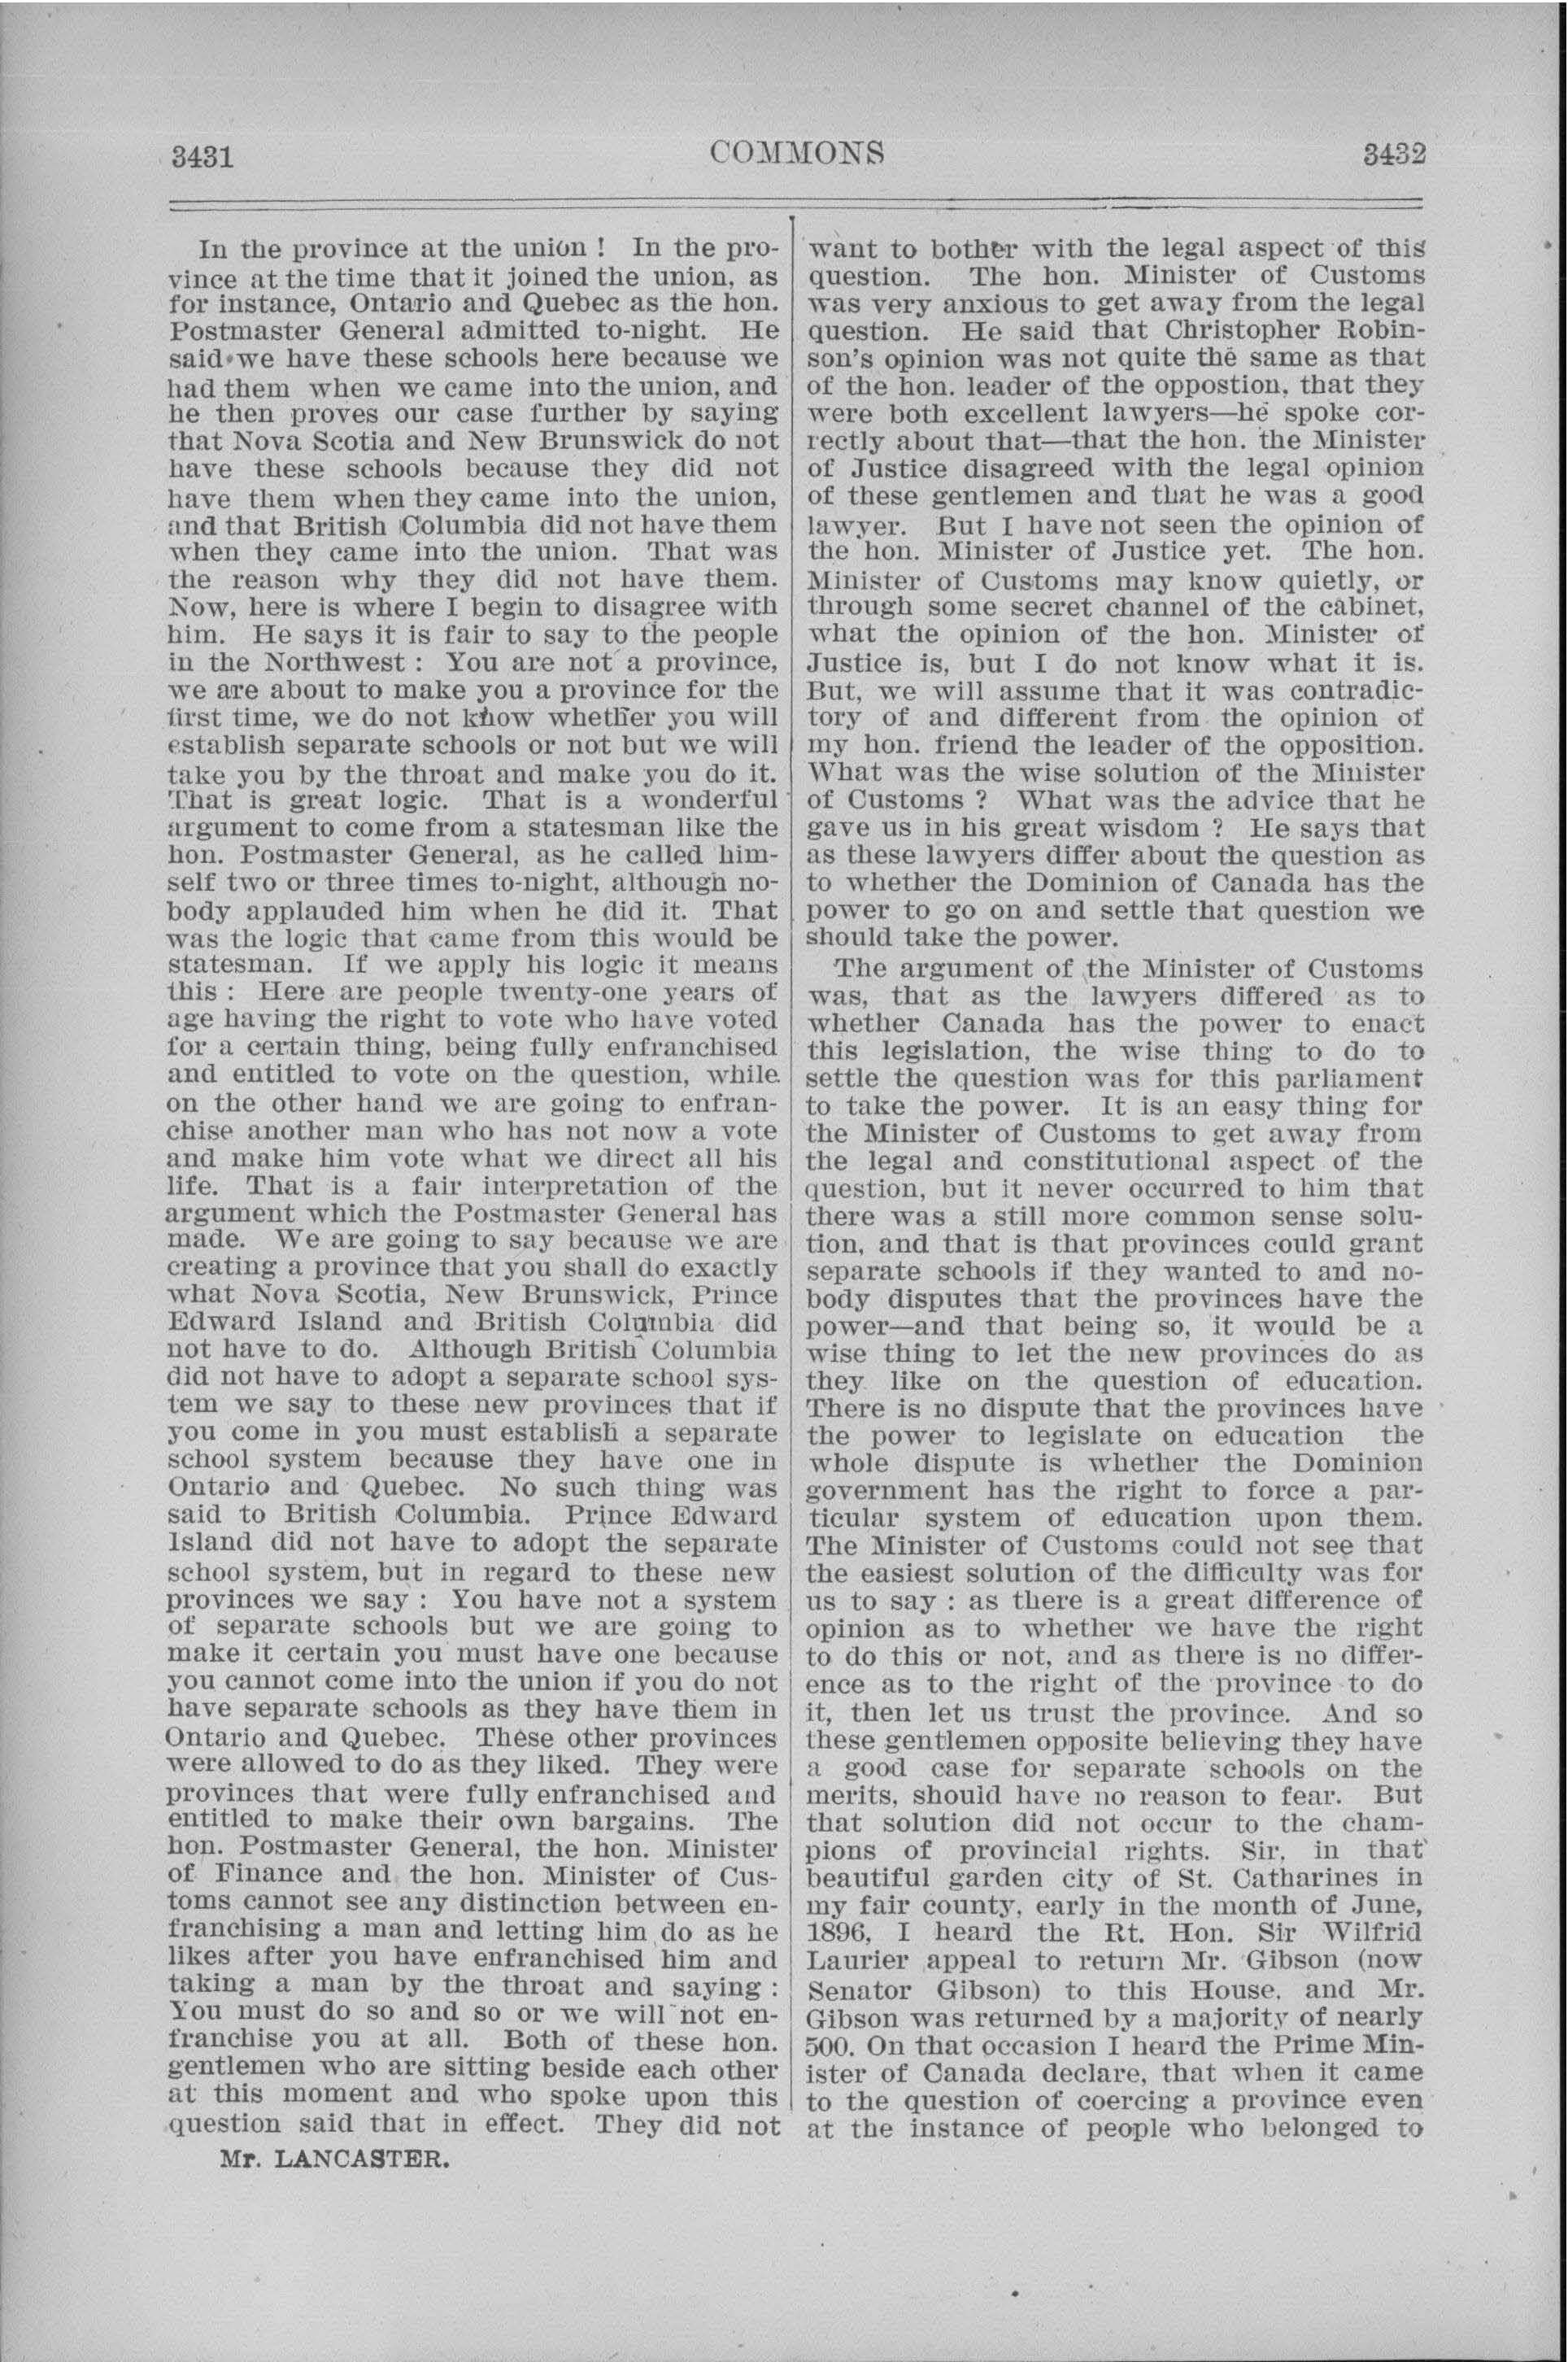 3431
COMMONS
3432
In the province at the union ! In the pro-
vince at the time that it joined the union, as
for instance, Ontario and Quebec as the hon.
Postmaster General admitted to-night. He
said we have these schools here because we
had them when we came into the union, and
he then proves our case further by saying
that Nova Scotia and New Brunswick do not
have these schools because they did not
have them when they came into the union,
and that British Columbia did not have them
when they came into the union. That was
the reason why they did not have them.
Now, here is where I begin to disagree with
him. He says it is fair to say to the people
in the Northwest : You are not a province,
we are about to make you a province for the
first time, we do not know whether you will
establish separate schools or not but we will
take you by the throat and make you do it.
That is great logic. That is a wonderful
argument to come from a statesman like the
hon. Postmaster General, as he called him-
self two or three times to-night, although no-
body applauded him when he did it. That
was the logic that came from this would be
statesman. If we apply his logic it means
this : Here are people twenty-one years of
age having the right to vote who have voted
for a certain thing, being fully enfranchised
and entitled to vote on the question, while
on the other hand we are going to enfran-
chise another man who has not now a vote
and make him vote what we direct all his
life. That is a fair interpretation of the
argument which the Postmaster General has
made. We are going to say because we are
creating a province that you shall do exactly
what Nova Scotia, New Brunswick, Prince
Edward Island and British Columbia did
not have to do. Although British Columbia
did not have to adopt a separate school sys-
tem we say to these new provinces that if
you come in you must establish a separate
school system because they have one in
Ontario and Quebec. No such thing was
said to British Columbia. Prince Edward
Island did not have to adopt the separate
school system, but in regard to these new
provinces we say : You have not a system
of separate schools but we are going to
make it certain you must have one because
you cannot come into the union if you do not
have separate schools as they have them in
Ontario and Quebec. These other provinces
were allowed to do as they liked. They were
provinces that were fully enfranchised and
entitled to make their own bargains. The
hon. Postmaster General, the hon. Minister
of Finance and the hon. Minister of Cus-
toms cannot see any distinction between en-
franchising a man and letting him do as he
likes after you have enfranchised him and
taking a man by the throat and saying :
You must do so and so or we will not en-
franchise you at all. Both of these hon.
gentlemen who are sitting beside each other
at this moment and who spoke upon this
question said that in effect. They did not
Mr. LANCASTER.
want to bother with the legal aspect of this
question. The hon. Minister of Customs
was very anxious to get away from the legal
question. He said that Christopher Robin-
son's opinion was not quite the same as that
of the hon. leader of the oppostion, that they
were both excellent lawyers—he spoke cor-
rectly about that—that the hon. the Minister
of Justice disagreed with the legal opinion
of these gentlemen and that he was a good
lawyer. But I have not seen the opinion of
the hon. Minister of Justice yet. The hon.
Minister of Customs may know quietly, or
through some secret channel of the cabinet,
what the opinion of the hon. Minister of
Justice is, but I do not know what it is.
But, we will assume that it was contradic-
tory of and different from the opinion of
my hon. friend the leader of the opposition.
What was the wise solution of the Minister
of Customs ? What was the advice that he
gave us in his great wisdom ? He says that
as these lawyers differ about the question as
to whether the Dominion of Canada has the
power to go on and settle that question we
should take the power.
The argument of the Minister of Customs
was, that as the lawyers differed as to
whether Canada has the power to enact
this legislation, the wise thing to do to
settle the question was for this parliament
to take the power. It is an easy thing for
the Minister of Customs to get away from
the legal and constitutional aspect of the
question, but it never occurred to him that
there was a still more common sense solu-
tion, and that is that provinces could grant
separate schools if they wanted to and no-
body disputes that the provinces have the
power—and that being so, it would be a
wise thing to let the new provinces do as
they like on the question of education.
There is no dispute that the provinces have
the power to legislate on education the
whole dispute is whether the Dominion
government has the right to force a par-
ticular system of education upon them.
The Minister of Customs could not see that
the easiest solution of the difficulty was for
us to say : as there is a great difference of
opinion as to whether we have the right
to do this or not, and as there is no differ-
ence as to the right of the province to do
it, then let us trust the province. And so
these gentlemen opposite believing they have
a good case for separate schools on the
merits, should have no reason to fear. But
that solution did not occur to the cham-
pions of provincial rights. Sir, in that
beautiful garden city of St. Catharines in
my fair county, early in the month of June,
1896, I heard the Rt. Hon. Sir Wilfrid
Laurier appeal to return Mr. Gibson (now
Senator Gibson) to this House, and Mr.
Gibson was returned by a majority of nearly
500. On that occasion I heard the Prime Min-
ister of Canada declare, that when it came
to the question of coercing a province even
at the instance of people who belonged to